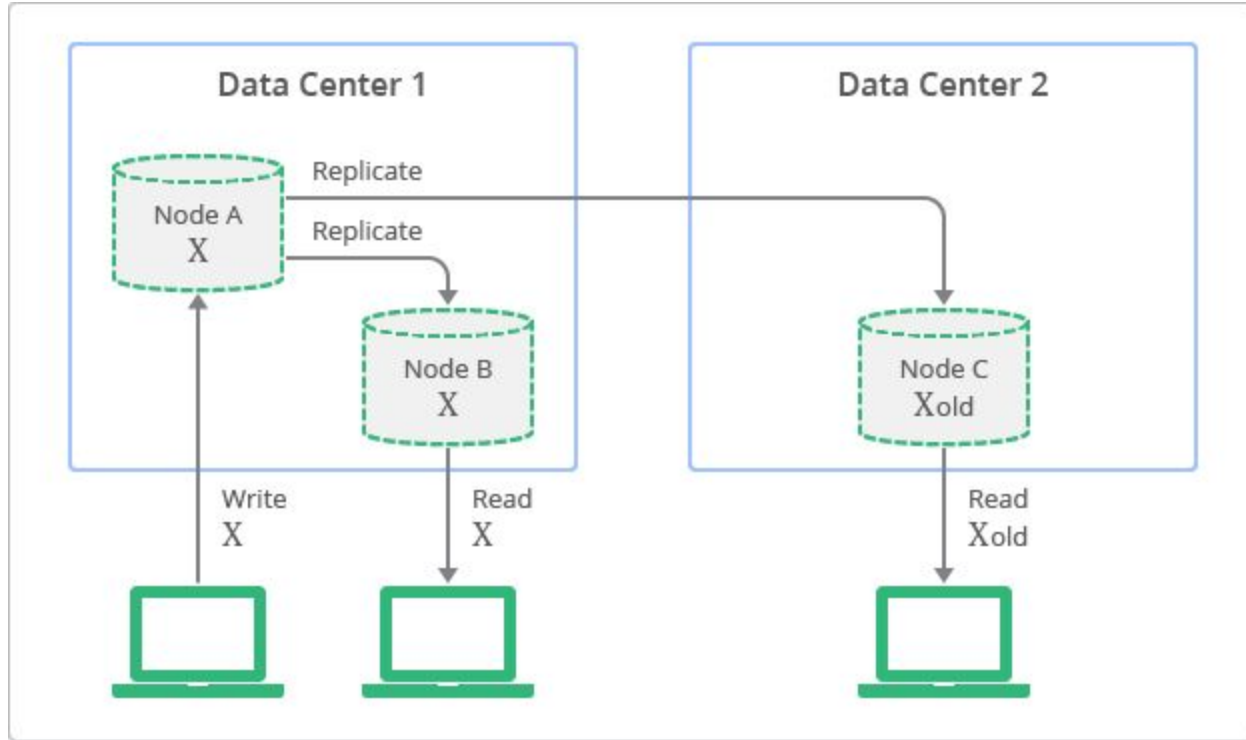 Data Center 1
Data Center 2
Replicate
Node A
X
Replicate
Node B
X
Node C
Xold
Write
X
Read
X
Read
Xold